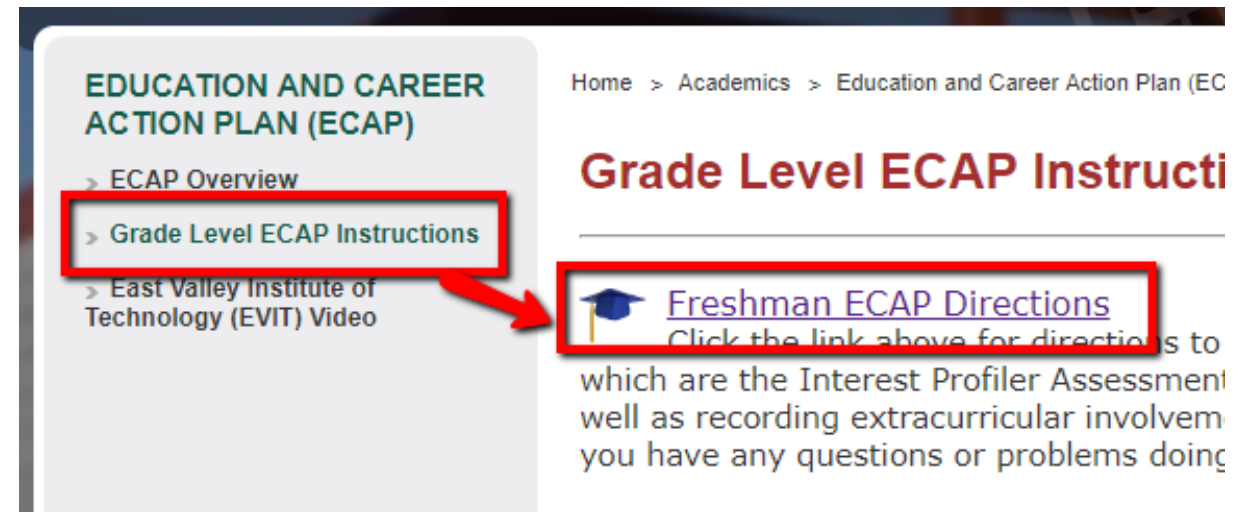 EDUCATION AND CAREER
ACTION PLAN (ECAP)
ECAP Overview
Grade Level ECAP Instructions
East Valley Institute of
Technology (EVIT) Video
Home > Academics > Education and Career Action Plan (EC
Grade Level ECAP Instructi
Freshman ECAP Directions
Click the link above for directions to
which are the Interest Profiler Assessment
well as recording extracurricular involvem
you have any questions or problems doing